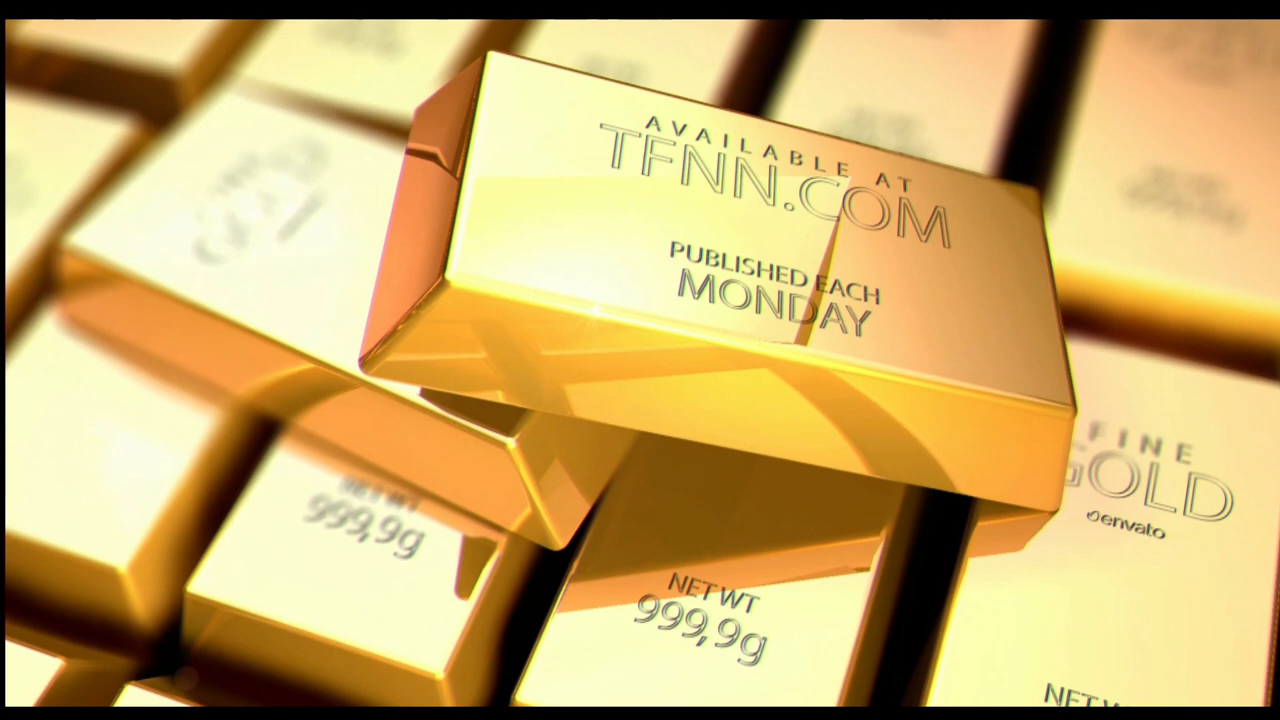 AVAILABLE AT
TFNN.COM
PUBLISHED EACH
MONDAY
FINE
GOLD
envato
NET WT
999,9g
NET WT
999,9g